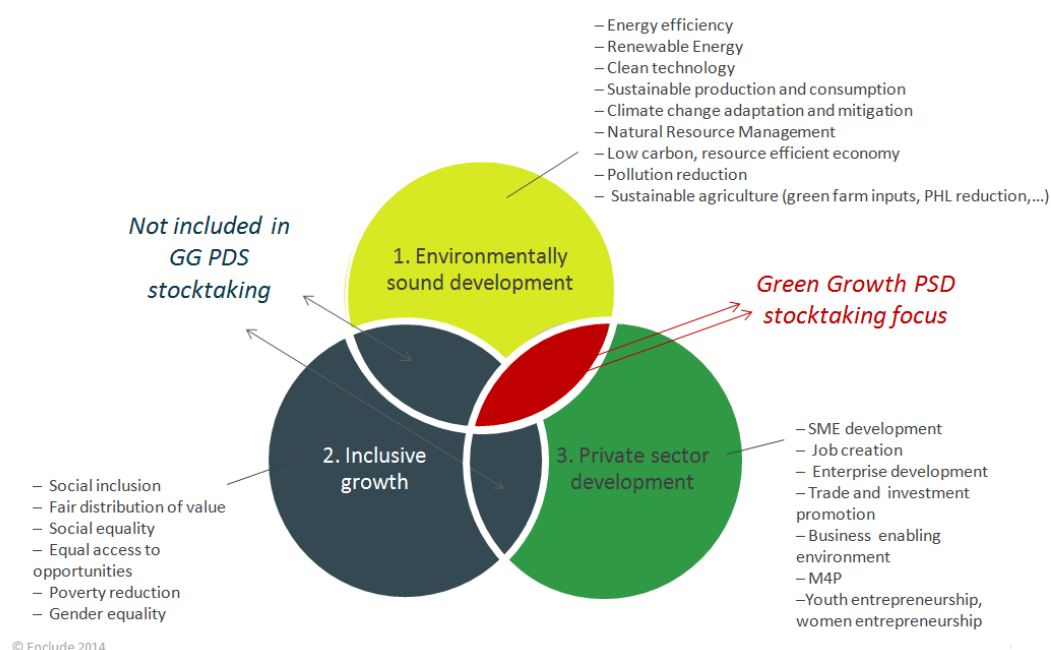 – Energy efficiency
– Renewable Energy
– Clean technology
– Sustainable production and consumption
– Climate change adaptation and mitigation
– Natural Resource Management
– Low carbon, resource efficient economy
– Pollution reduction
– Sustainable agriculture (green farm inputs, PHL reduction,…)
Not included in
GG PDS
stocktaking
1. Environmentally
sound development
Green Growth PSD
stocktaking focus
2. Inclusive
growth
3. Private sector
development
– Social inclusion
– Fair distribution of value
– Social equality
– Equal access to
opportunities
– Poverty reduction
– Gender equality
– SME development
– Job creation
– Enterprise development
– Trade and investment
promotion
– Business enabling
environment
– M4P
– Youth entrepreneurship,
women entrepreneurship
© Enclude 2014